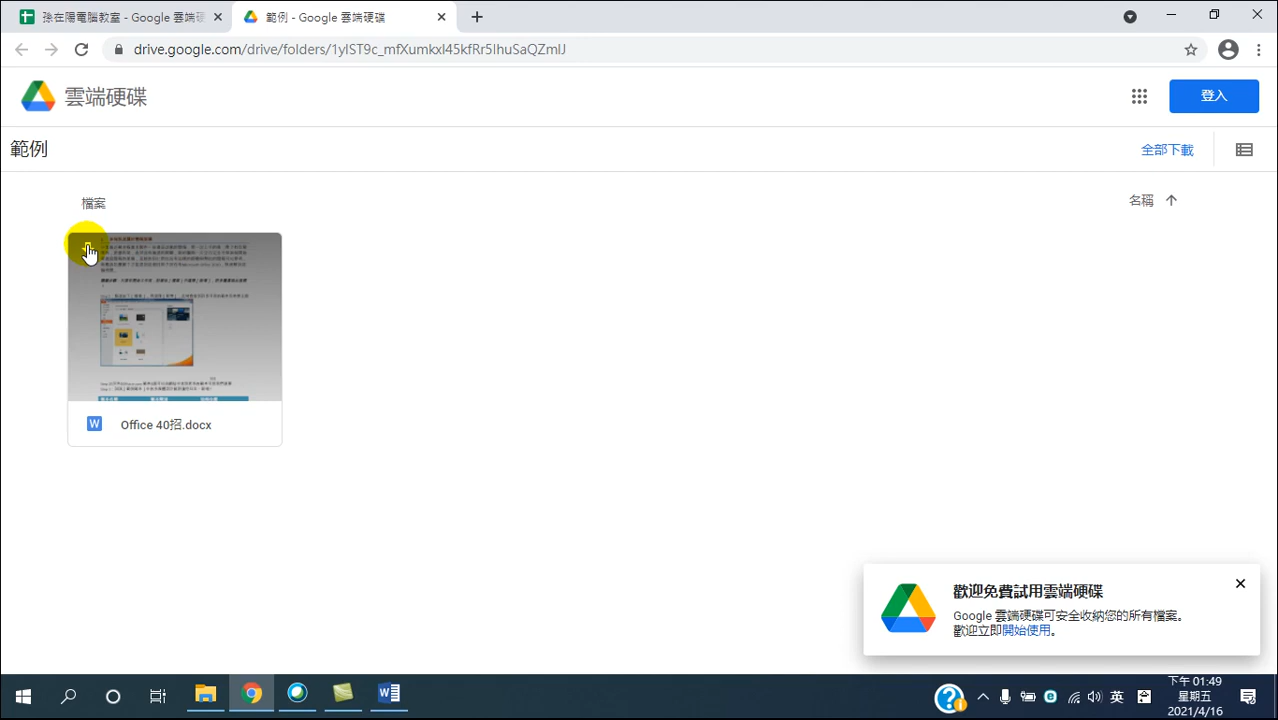 孫在陽電腦教室 - Google 雲端硬
範例 - Google 雲端硬碟
drive.google.com/drive/folders/
雲端硬碟
登入
範例
全部下載
檔案
名稱
W
Office 40招.docx
歡迎免費試用雲端硬碟
Google 雲端硬碟可安全收納您的所有檔案。
歡迎立即開始使用。
英
下午 01:49
星期五
2021/4/16